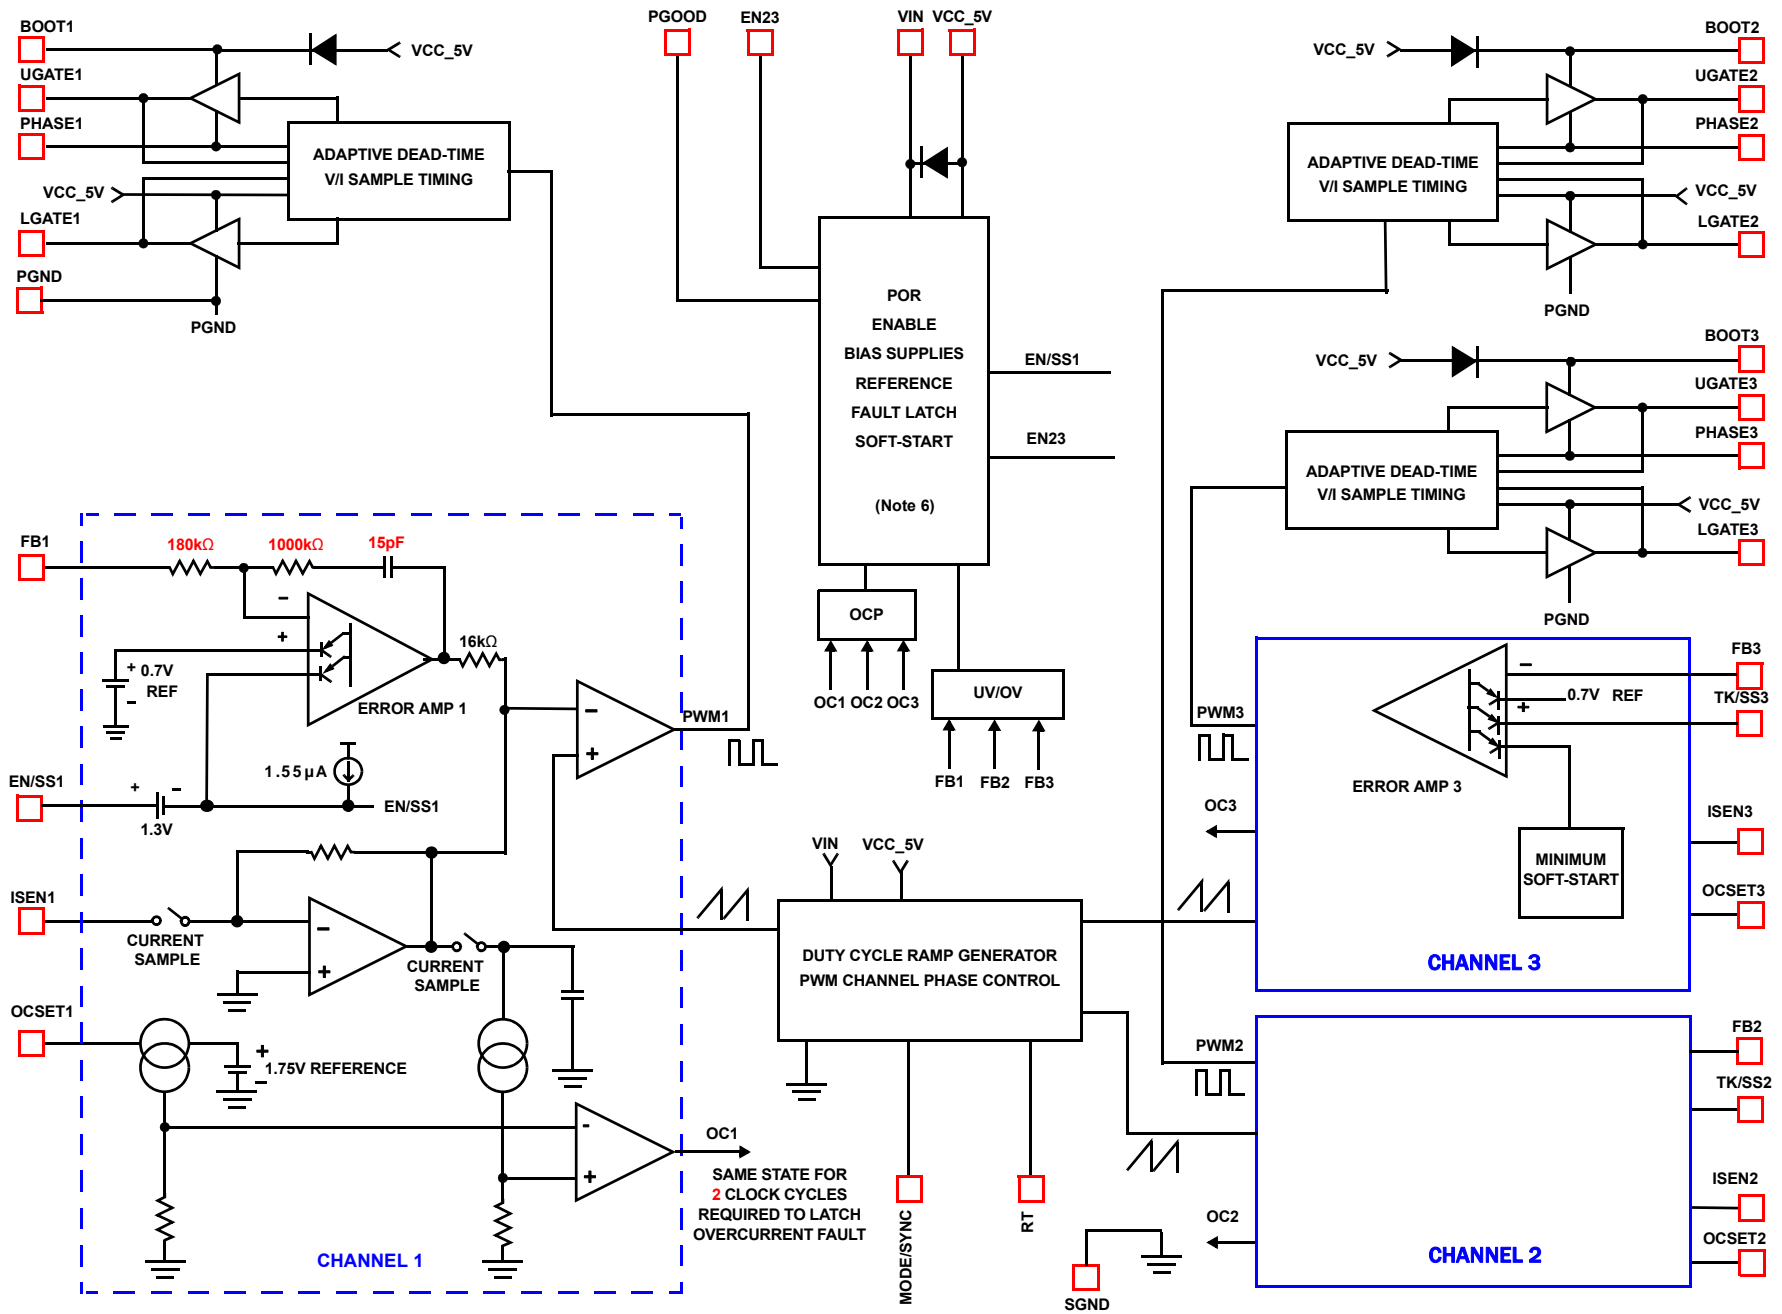 BOOT1
VCC_5V
UGATE1
PHASE1
ADAPTIVE DEAD-TIME
V/I SAMPLE TIMING
VCC_5V
LGATE1
PGND
PGND
PGOOD
EN23
VIN
VCC_5V
POR
ENABLE
BIAS SUPPLIES
REFERENCE
FAULT LATCH
SOFT-START
(Note 6)
EN/SS1
EN23
OCP
OC1 OC2 OC3
UV/OV
FB1
FB2
FB3
BOOT2
VCC_5V
UGATE2
PHASE2
ADAPTIVE DEAD-TIME
V/I SAMPLE TIMING
VCC_5V
LGATE2
PGND
BOOT3
VCC_5V
UGATE3
PHASE3
ADAPTIVE DEAD-TIME
V/I SAMPLE TIMING
VCC_5V
LGATE3
PGND
FB1
180kΩ
1000kΩ
15pF
−
+
16kΩ
+ 0.7V
REF
−
ERROR AMP 1
−
+
PWM1
1.55µA
EN/SS1
+ −
1.3V
EN/SS1
ISEN1
CURRENT
SAMPLE
−
+
CURRENT
SAMPLE
OCSET1
+
1.75V REFERENCE
−
-
+
OC1
SAME STATE FOR
2 CLOCK CYCLES
REQUIRED TO LATCH
OVERCURRENT FAULT
CHANNEL 1
VIN
VCC_5V
DUTY CYCLE RAMP GENERATOR
PWM CHANNEL PHASE CONTROL
MODE/SYNC
RT
SGND
FB3
−
0.7V REF
+
TK/SS3
PWM3
ERROR AMP 3
OC3
ISEN3
MINIMUM
SOFT-START
OCSET3
CHANNEL 3
PWM2
FB2
TK/SS2
ISEN2
OC2
OCSET2
CHANNEL 2